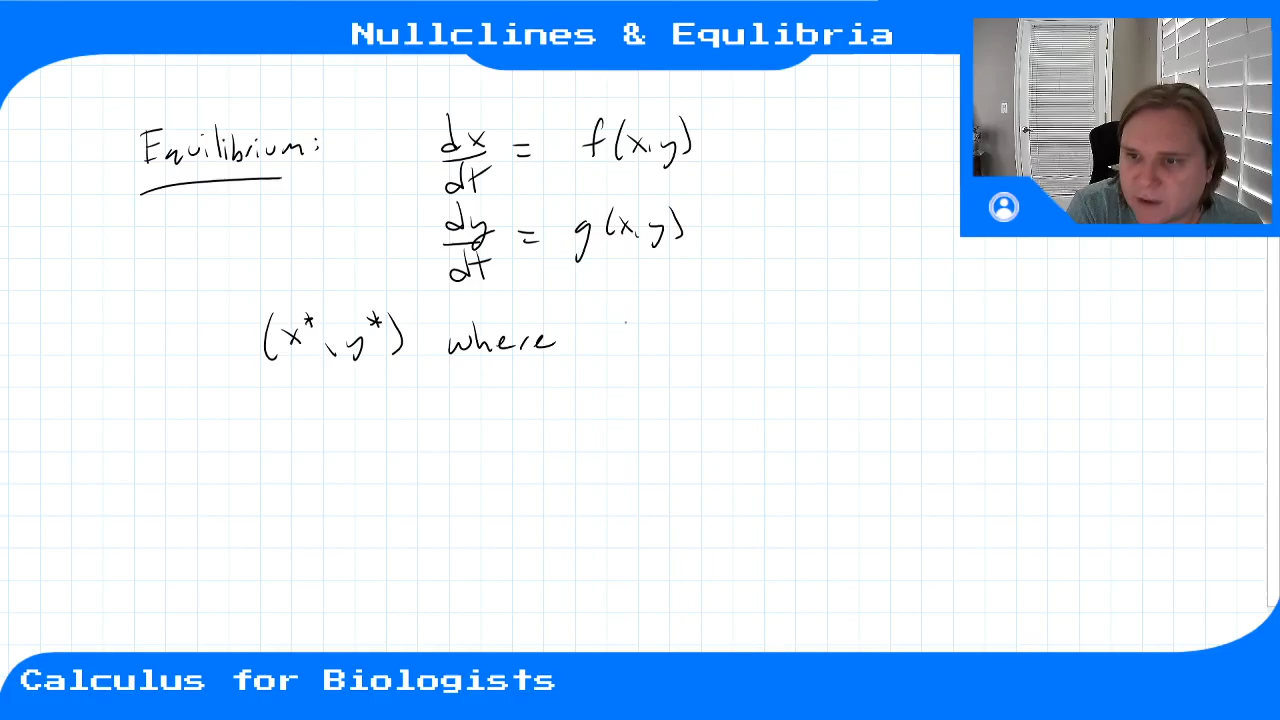 Nullclines & Equlibria
Equilibrium: dx/dt = f(x,y)
dy/dt = g(x,y)
(x*, y*) where
Calculus for Biologists